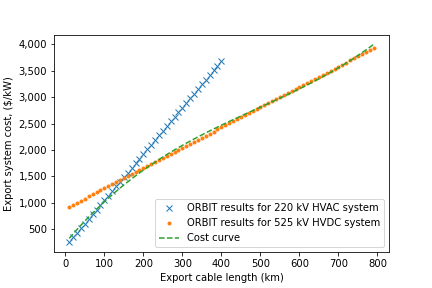 4,000
3,500
3,000
2,500
2,000
1,500
1,000
500
Export system cost, ($/kW)
ORBIT results for 220 kV HVAC system
ORBIT results for 525 kV HVDC system
Cost curve
0 100 200 300 400 500 600 700 800
Export cable length (km)